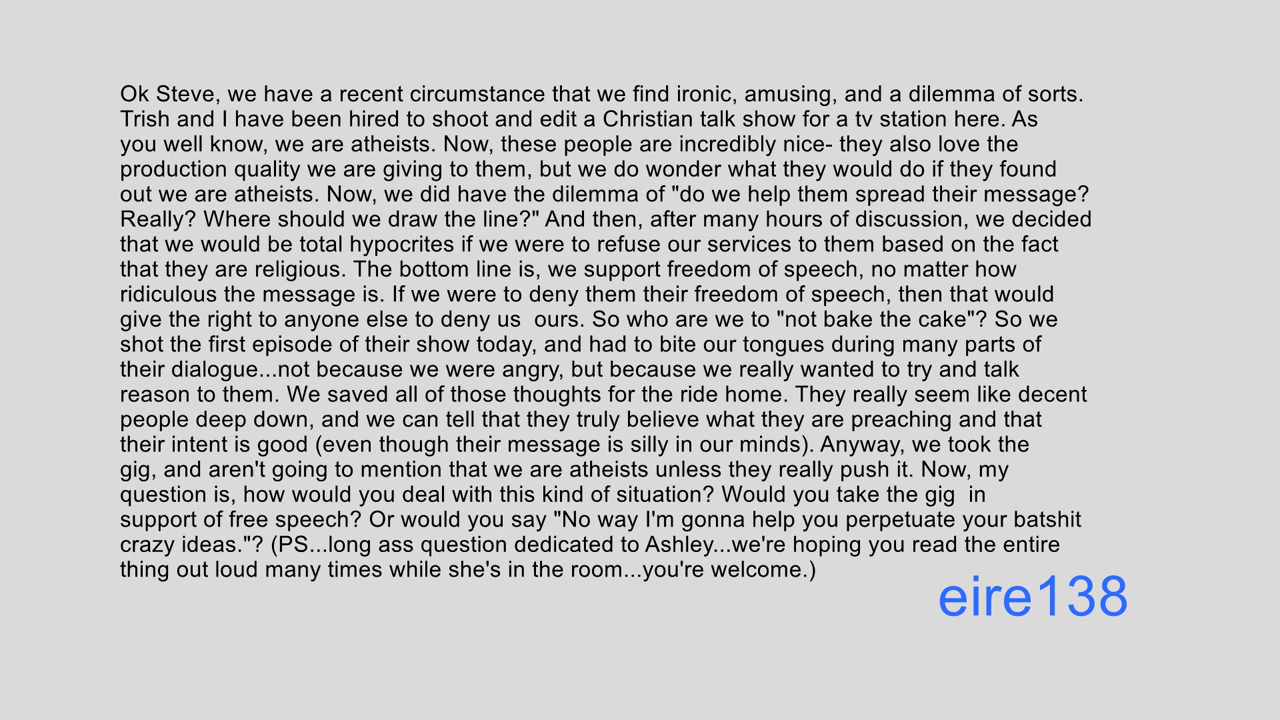 Ok Steve, we have a recent circumstance that we find ironic, amusing, and a dilemma of sorts.
Trish and I have been hired to shoot and edit a Christian talk show for a tv station here. As
you well know, we are atheists. Now, these people are incredibly nice- they also love the
production quality we are giving to them, but we do wonder what they would do if they found
out we are atheists. Now, we did have the dilemma of "do we help them spread their message?
Really? Where should we draw the line?" And then, after many hours of discussion, we decided
that we would be total hypocrites if we were to refuse our services to them based on the fact
that they are religious. The bottom line is, we support freedom of speech, no matter how
ridiculous the message is. If we were to deny them their freedom of speech, then that would
give the right to anyone else to deny us  ours. So who are we to "not bake the cake"? So we
shot the first episode of their show today, and had to bite our tongues during many parts of
their dialogue...not because we were angry, but because we really wanted to try and talk
reason to them. We saved all of those thoughts for the ride home. They really seem like decent
people deep down, and we can tell that they truly believe what they are preaching and that
their intent is good (even though their message is silly in our minds). Anyway, we took the
gig, and aren't going to mention that we are atheists unless they really push it. Now, my
question is, how would you deal with this kind of situation? Would you take the gig  in
support of free speech? Or would you say "No way I'm gonna help you perpetuate your batshit
crazy ideas."? (PS...long ass question dedicated to Ashley...we're hoping you read the entire
thing out loud many times while she's in the room...you're welcome.)
eire138